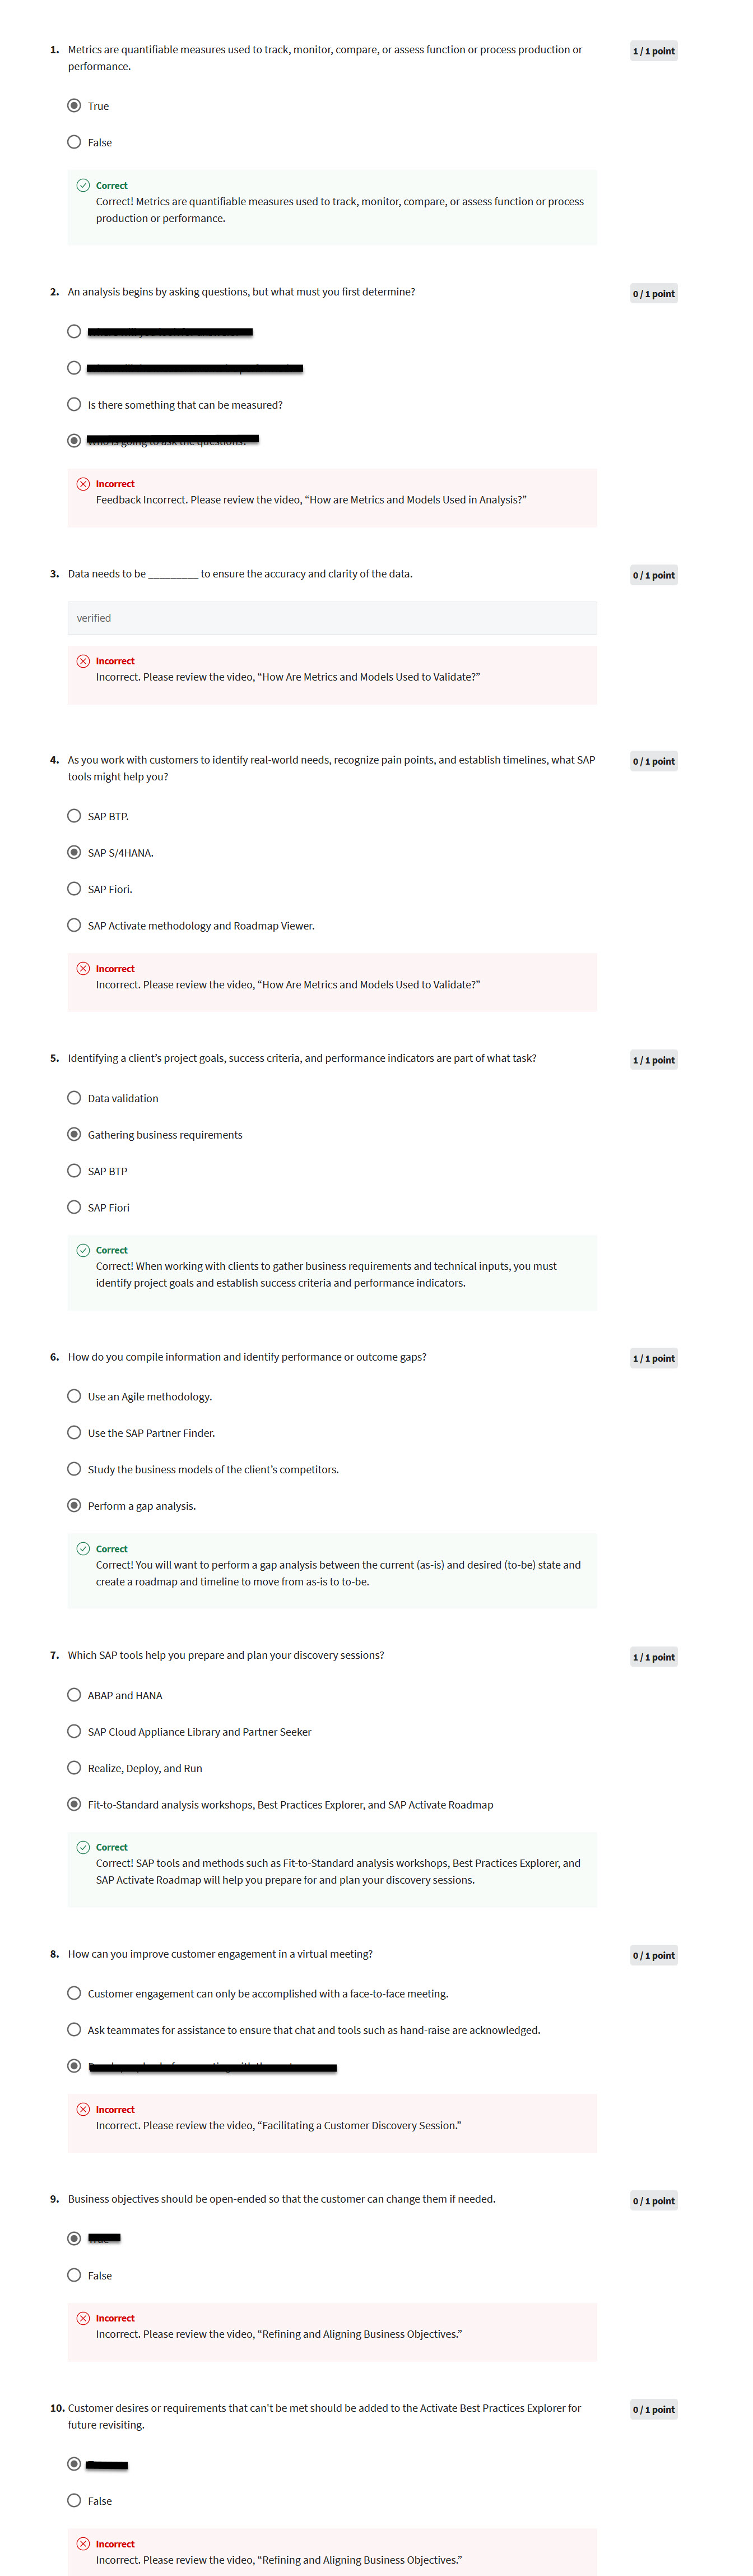 1. Metrics are quantifiable measures used to track, monitor, compare, or assess function or process production or
performance.
1 / 1 point
True
False
Correct
Correct! Metrics are quantifiable measures used to track, monitor, compare, or assess function or process
production or performance.
2. An analysis begins by asking questions, but what must you first determine?
0 / 1 point
Is there something that can be measured?
Incorrect
Feedback Incorrect. Please review the video, “How are Metrics and Models Used in Analysis?”
3. Data needs to be _________ to ensure the accuracy and clarity of the data.
0 / 1 point
verified
Incorrect
Incorrect. Please review the video, “How Are Metrics and Models Used to Validate?”
4. As you work with customers to identify real-world needs, recognize pain points, and establish timelines, what SAP
tools might help you?
0 / 1 point
SAP BTP.
SAP S/4HANA.
SAP Fiori.
SAP Activate methodology and Roadmap Viewer.
Incorrect
Incorrect. Please review the video, “How Are Metrics and Models Used to Validate?”
5. Identifying a client’s project goals, success criteria, and performance indicators are part of what task?
1 / 1 point
Data validation
Gathering business requirements
SAP BTP
SAP Fiori
Correct
Correct! When working with clients to gather business requirements and technical inputs, you must
identify project goals and establish success criteria and performance indicators.
6. How do you compile information and identify performance or outcome gaps?
1 / 1 point
Use an Agile methodology.
Use the SAP Partner Finder.
Study the business models of the client’s competitors.
Perform a gap analysis.
Correct
Correct! You will want to perform a gap analysis between the current (as-is) and desired (to-be) state and
create a roadmap and timeline to move from as-is to to-be.
7. Which SAP tools help you prepare and plan your discovery sessions?
1 / 1 point
ABAP and HANA
SAP Cloud Appliance Library and Partner Seeker
Realize, Deploy, and Run
Fit-to-Standard analysis workshops, Best Practices Explorer, and SAP Activate Roadmap
Correct
Correct! SAP tools and methods such as Fit-to-Standard analysis workshops, Best Practices Explorer, and
SAP Activate Roadmap will help you prepare for and plan your discovery sessions.
8. How can you improve customer engagement in a virtual meeting?
0 / 1 point
Customer engagement can only be accomplished with a face-to-face meeting.
Ask teammates for assistance to ensure that chat and tools such as hand-raise are acknowledged.
Incorrect
Incorrect. Please review the video, “Facilitating a Customer Discovery Session.”
9. Business objectives should be open-ended so that the customer can change them if needed.
0 / 1 point
False
Incorrect
Incorrect. Please review the video, “Refining and Aligning Business Objectives.”
10. Customer desires or requirements that can't be met should be added to the Activate Best Practices Explorer for
future revisiting.
0 / 1 point
False
Incorrect
Incorrect. Please review the video, “Refining and Aligning Business Objectives.”